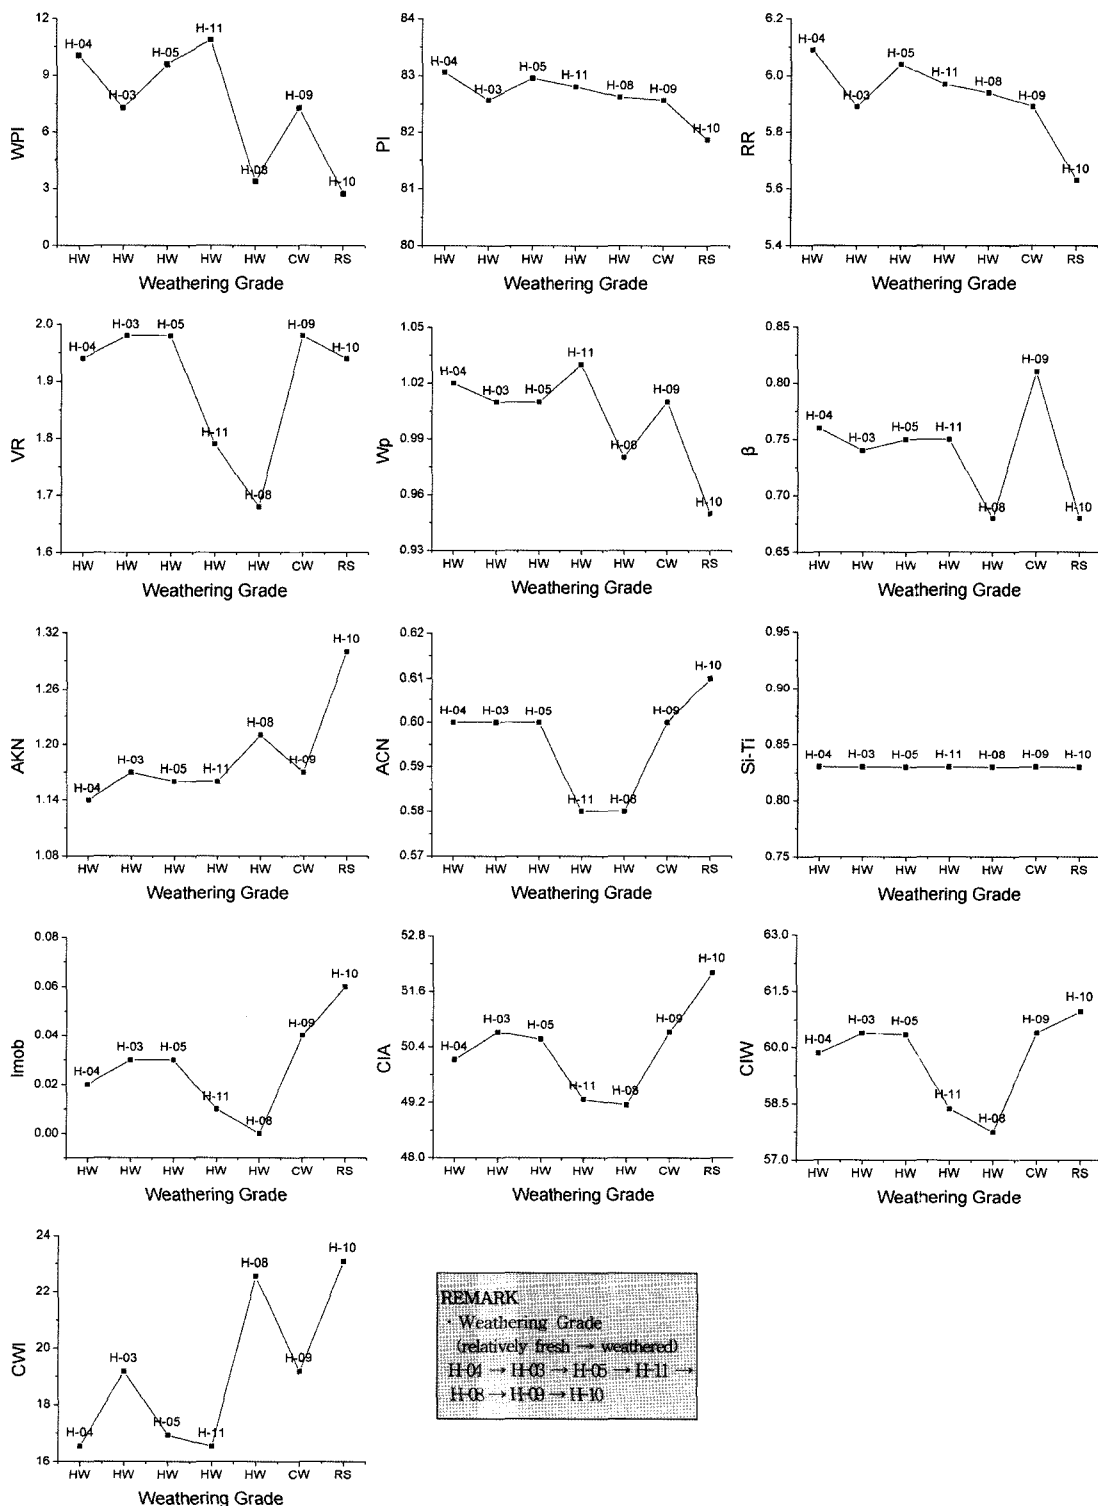 12
9
6
3
0
WPI
H-04
H-03
H-05
H-11
H-08
H-09
H-10
HW HW HW HW HW CW RS
Weathering Grade
84
83
82
81
80
PI
H-04
H-03
H-05
H-11
H-08
H-09
H-10
HW HW HW HW HW CW RS
Weathering Grade
6.2
6.0
5.8
5.6
5.4
RR
H-04
H-03
H-05
H-11
H-08
H-09
H-10
HW HW HW HW HW CW RS
Weathering Grade
2.0
1.9
1.8
1.7
1.6
VR
H-04
H-03
H-05
H-11
H-08
H-09
H-10
HW HW HW HW HW CW RS
Weathering Grade
1.05
1.02
0.99
0.96
0.93
Wp
H-04
H-03
H-05
H-11
H-08
H-09
H-10
HW HW HW HW HW CW RS
Weathering Grade
0.85
0.80
0.75
0.70
0.65
β
H-04
H-03
H-05
H-11
H-08
H-09
H-10
HW HW HW HW HW CW RS
Weathering Grade
1.32
1.26
1.20
1.14
1.08
AKN
H-04
H-03
H-05
H-11
H-08
H-09
H-10
HW HW HW HW HW CW RS
Weathering Grade
0.62
0.61
0.60
0.59
0.58
0.57
ACN
H-04
H-03
H-05
H-11
H-08
H-09
H-10
HW HW HW HW HW CW RS
Weathering Grade
0.95
0.90
0.85
0.80
0.75
Si-Ti
H-04
H-03
H-05
H-11
H-08
H-09
H-10
HW HW HW HW HW CW RS
Weathering Grade
0.08
0.06
0.04
0.02
0.00
Imob
H-04
H-03
H-05
H-11
H-08
H-09
H-10
HW HW HW HW HW CW RS
Weathering Grade
52.8
51.6
50.4
49.2
48.0
CIA
H-04
H-03
H-05
H-11
H-08
H-09
H-10
HW HW HW HW HW CW RS
Weathering Grade
63.0
61.5
60.0
58.5
57.0
CIW
H-04
H-03
H-05
H-11
H-08
H-09
H-10
HW HW HW HW HW CW RS
Weathering Grade
24
22
20
18
16
CWI
H-04
H-03
H-05
H-11
H-08
H-09
H-10
HW HW HW HW HW CW RS
Weathering Grade
REMARK
· Weathering Grade
(relatively fresh → weathered)
H-04 → H-03 → H-05 → H-11 →
H-08 → H-09 → H-10